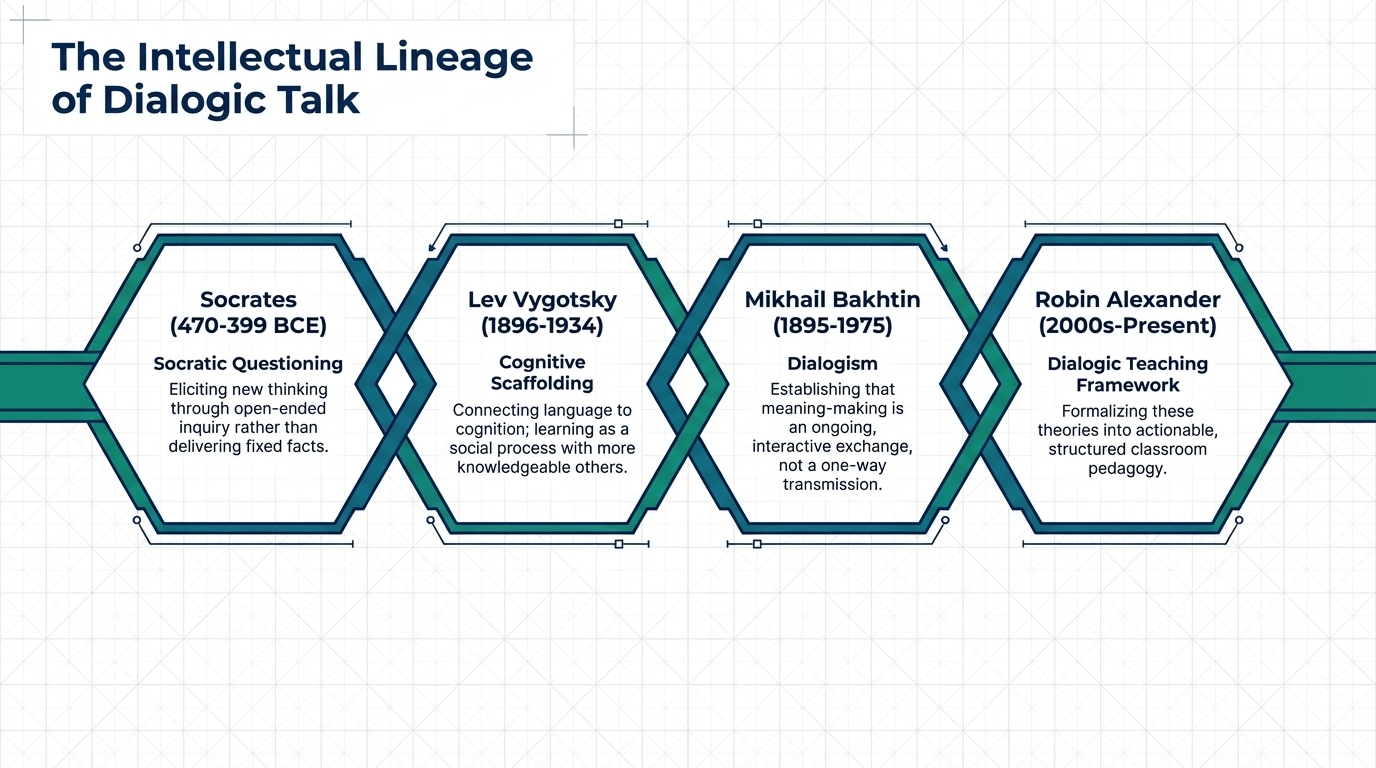 The Intellectual Lineage
of Dialogic Talk
Socrates
(470-399 BCE)
Socratic Questioning
Eliciting new thinking
through open-ended
inquiry rather than
delivering fixed facts.
Lev Vygotsky
(1896-1934)
Cognitive
Scaffolding
Connecting language to
cognition; learning as a
social process with more
knowledgeable others.
Mikhail Bakhtin
(1895-1975)
Dialogism
Establishing that
meaning-making is
an ongoing,
interactive exchange,
not a one-way
transmission.
Robin Alexander
(2000s-Present)
Dialogic Teaching
Framework
Formalizing these
theories into actionable,
structured classroom
pedagogy.